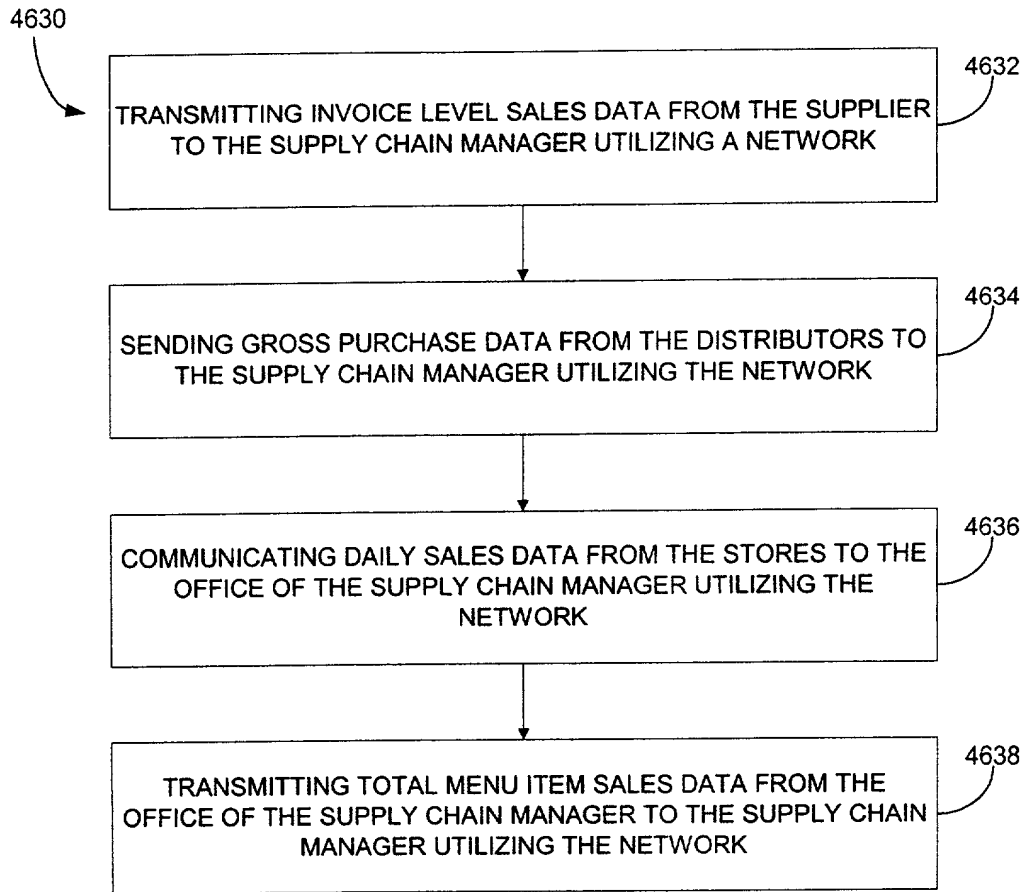 4630
4632
TRANSMITTING INVOICE LEVEL SALES DATA FROM THE SUPPLIER
TO THE SUPPLY CHAIN MANAGER UTILIZING A NETWORK
4634
SENDING GROSS PURCHASE DATA FROM THE DISTRIBUTORS TO
THE SUPPLY CHAIN MANAGER UTILIZING THE NETWORK
4636
COMMUNICATING DAILY SALES DATA FROM THE STORES TO THE
OFFICE OF THE SUPPLY CHAIN MANAGER UTILIZING THE
NETWORK
4638
TRANSMITTING TOTAL MENU ITEM SALES DATA FROM THE
OFFICE OF THE SUPPLY CHAIN MANAGER TO THE SUPPLY CHAIN
MANAGER UTILIZING THE NETWORK